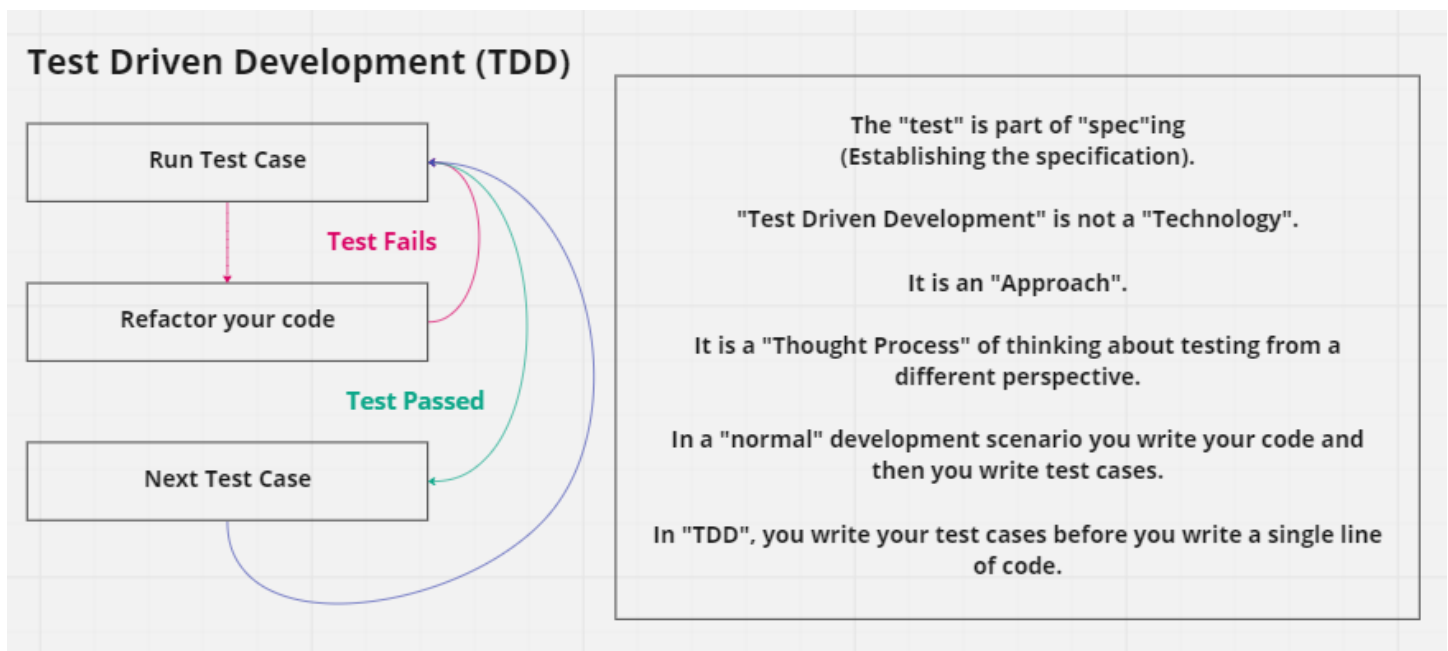 Test Driven Development (TDD)
Run Test Case
Test Fails
Refactor your code
Test Passed
Next Test Case
The "test" is part of "spec"ing
(Establishing the specification).
"Test Driven Development" is not a "Technology".
It is an "Approach".
It is a "Thought Process" of thinking about testing from a
different perspective.
In a "normal" development scenario you write your code and
then you write test cases.
In "TDD", you write your test cases before you write a single line
of code.